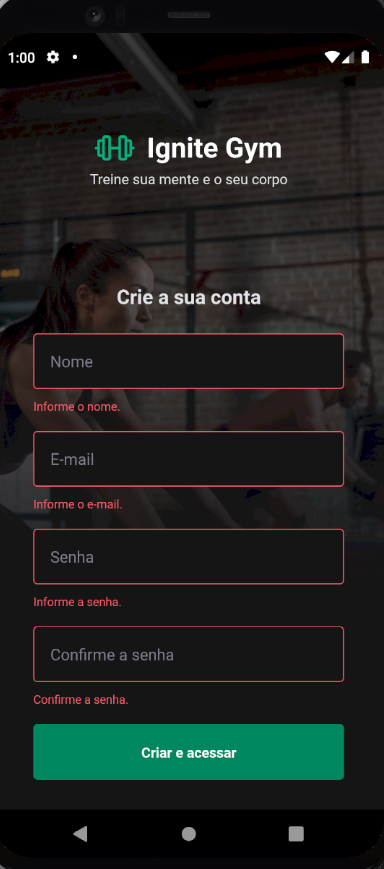 1:00
Ignite Gym
Treine sua mente e o seu corpo
Crie a sua conta
Nome
Informe o nome.
E-mail
Informe o e-mail.
Senha
Informe a senha.
Confirme a senha
Confirme a senha.
Criar e acessar